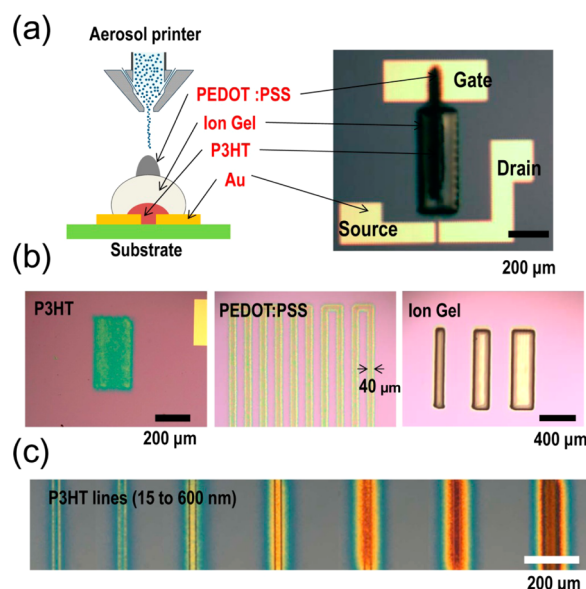 (a)
Aerosol printer
PEDOT :PSS
Ion Gel
P3HT
Au
Substrate
Gate
Drain
Source
200 µm
(b)
P3HT
200 µm
PEDOT:PSS
40 µm
Ion Gel
400 µm
(c)
P3HT lines (15 to 600 nm)
200 µm